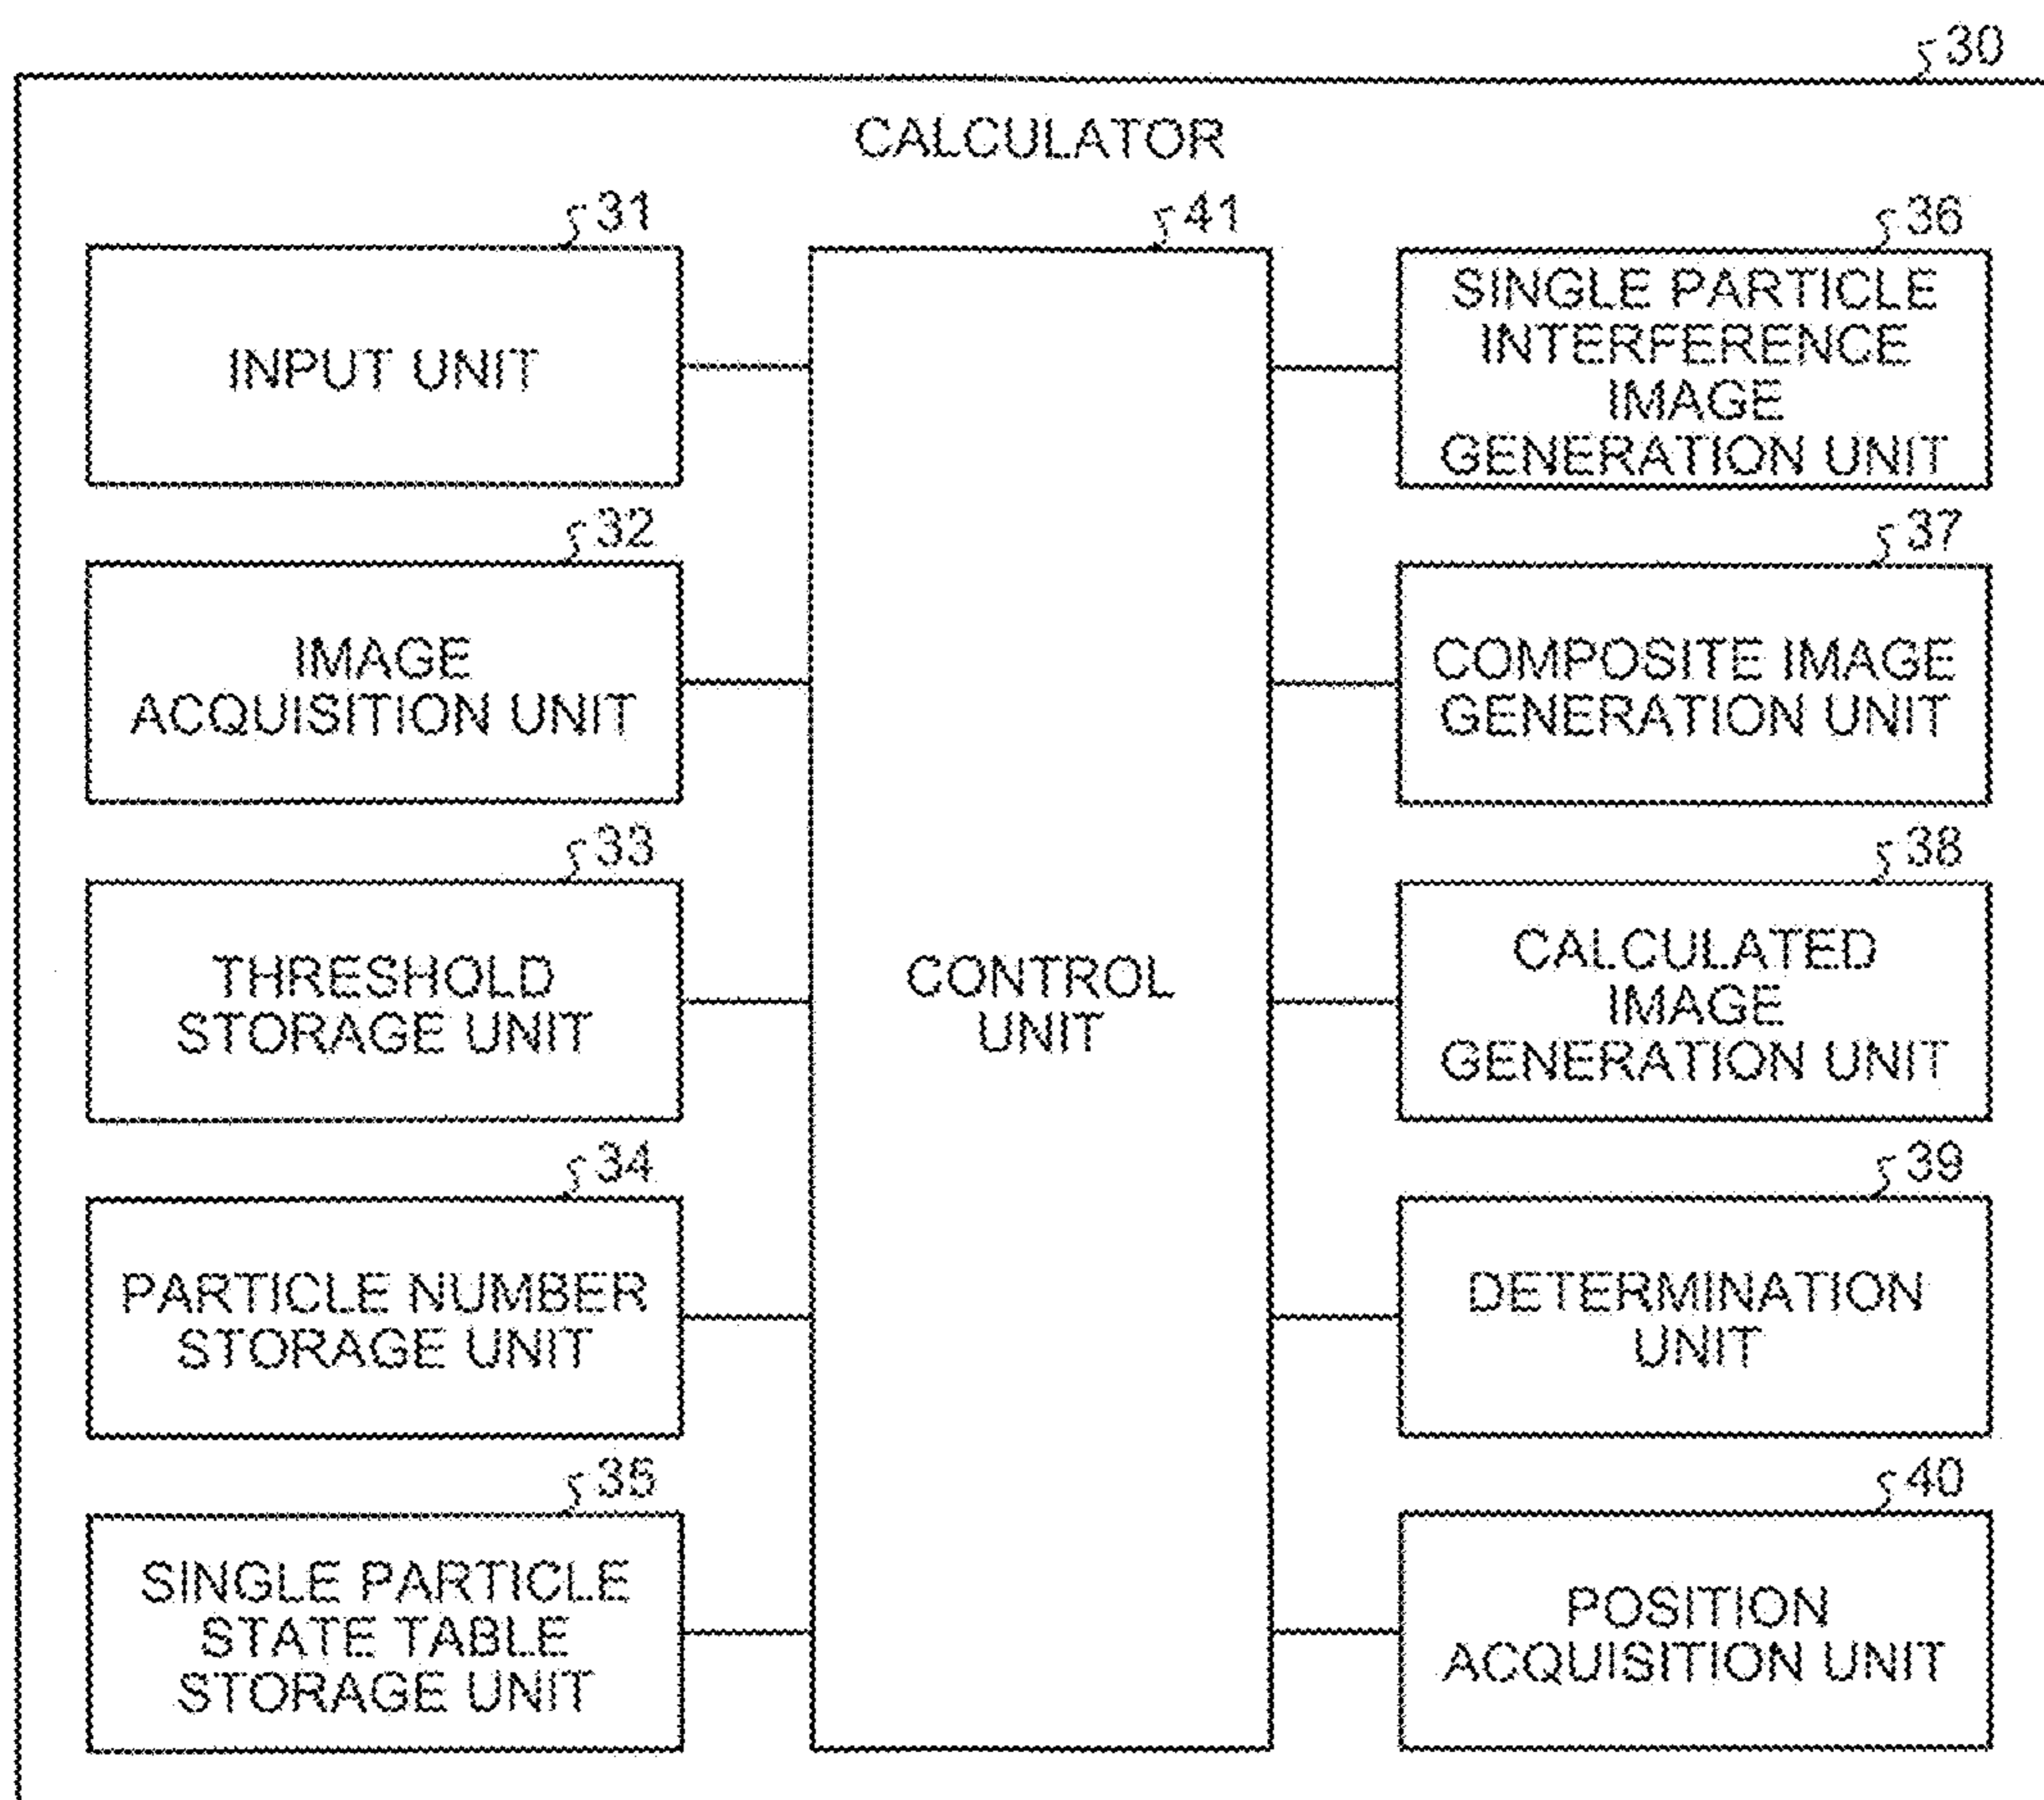 30
CALCULATOR
31
INPUT UNIT
32
IMAGE
ACQUISITION UNIT
33
THRESHOLD
STORAGE UNIT
34
PARTICLE NUMBER
STORAGE UNIT
35
SINGLE PARTICLE
STATE TABLE
STORAGE UNIT
41
CONTROL
UNIT
36
SINGLE PARTICLE
INTERFERENCE
IMAGE
GENERATION UNIT
37
COMPOSITE IMAGE
GENERATION UNIT
38
CALCULATED
IMAGE
GENERATION UNIT
39
DETERMINATION
UNIT
40
POSITION
ACQUISITION UNIT